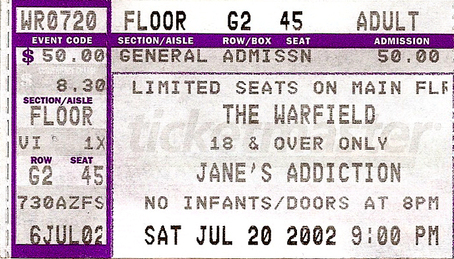 WR0720 FLOOR G2 45 ADULT
EVENT CODE SECTION/AISLE ROW/BOX SEAT ADMISSION
$ 50.00 GENERAL ADMISSN 50.00
8.30 LIMITED SEATS ON MAIN FLR
SECTION/AISLE
FLOOR THE WARFIELD
VI 1X 18 & OVER ONLY
ROW SEAT
G2 45 JANE'S ADDICTION
730AZFS NO INFANTS/DOORS AT 8PM
6JUL02 SAT JUL 20 2002 9:00 PM
ticketmaster